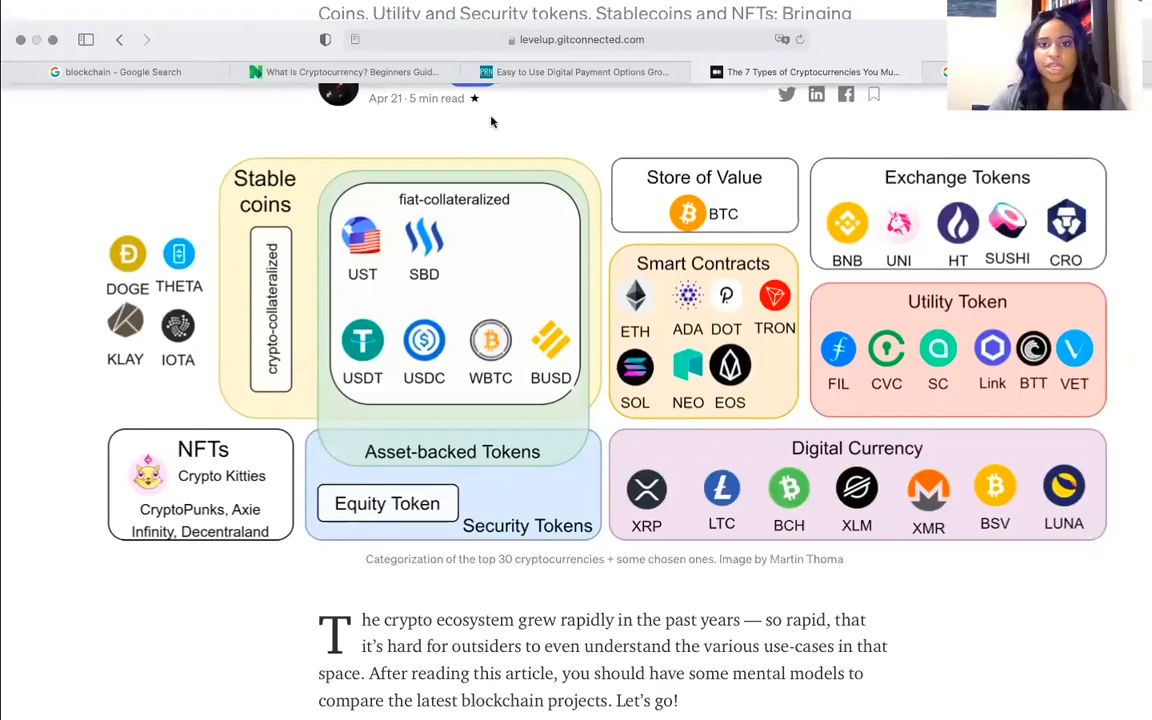 Coins, Utility and Security tokens, Stablecoins and NFTs: Bringing
levelup.gitconnected.com
blockchain - Google Search
What Is Cryptocurrency? Beginners Guid...
Easy to Use Digital Payment Options Gro...
The 7 Types of Cryptocurrencies You Mu...
Apr 21 · 5 min read ★
Stable
coins
fiat-collateralized
crypto-collateralized
UST SBD
USDT USDC WBTC BUSD
DOGE THETA
KLAY IOTA
Store of Value
BTC
Exchange Tokens
BNB UNI HT SUSHI CRO
Smart Contracts
ETH ADA DOT TRON
SOL NEO EOS
Utility Token
FIL CVC SC Link BTT VET
NFTs
Crypto Kitties
CryptoPunks, Axie
Infinity, Decentraland
Asset-backed Tokens
Equity Token
Security Tokens
Digital Currency
XRP LTC BCH XLM XMR BSV LUNA
Categorization of the top 30 cryptocurrencies + some chosen ones. Image by Martin Thoma
The crypto ecosystem grew rapidly in the past years — so rapid, that
it's hard for outsiders to even understand the various use-cases in that
space. After reading this article, you should have some mental models to
compare the latest blockchain projects. Let's go!